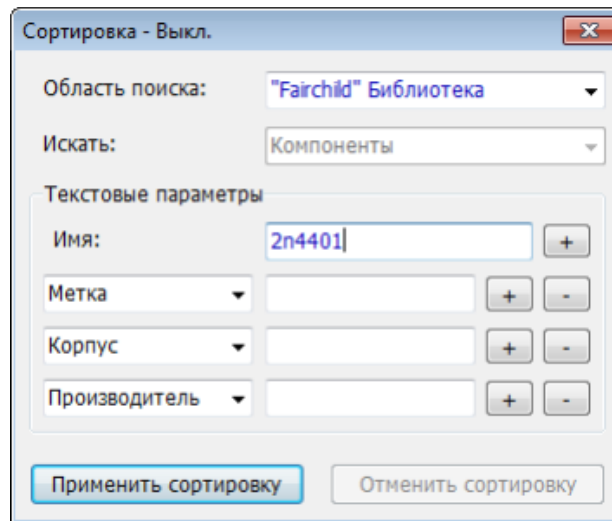 Сортировка - Выкл.
Область поиска: "Fairchild" Библиотека
Искать: Компоненты
Текстовые параметры
Имя: 2n4401 +
Метка + -
Корпус + -
Производитель + -
Применить сортировку Отменить сортировку